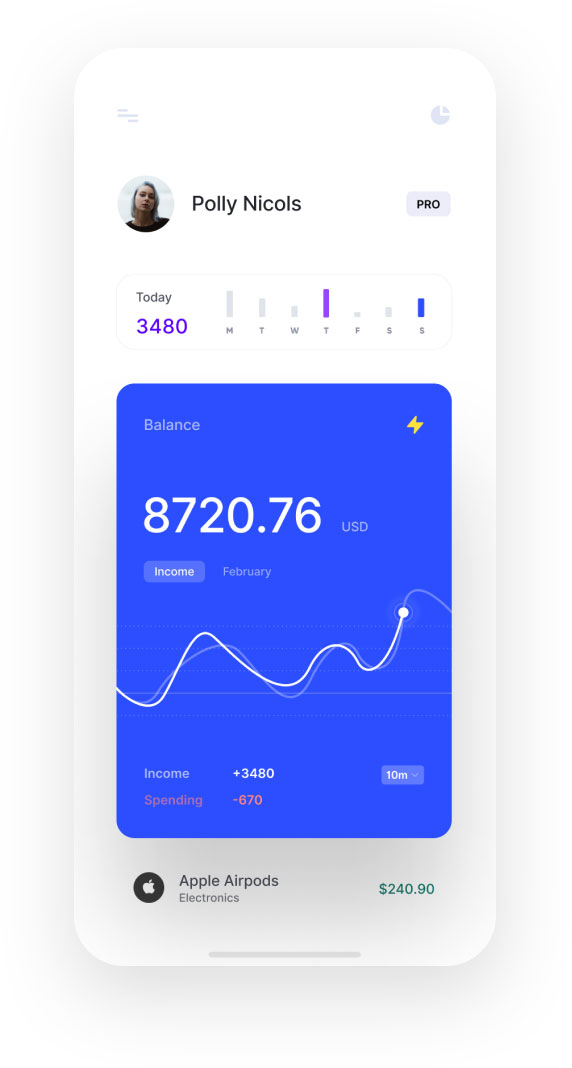 Polly Nicols
PRO
Today
3480
M T W T F S S
Balance
8720.76 USD
Income February
Income +3480 10m
Spending -670
Apple Airpods
Electronics
$240.90